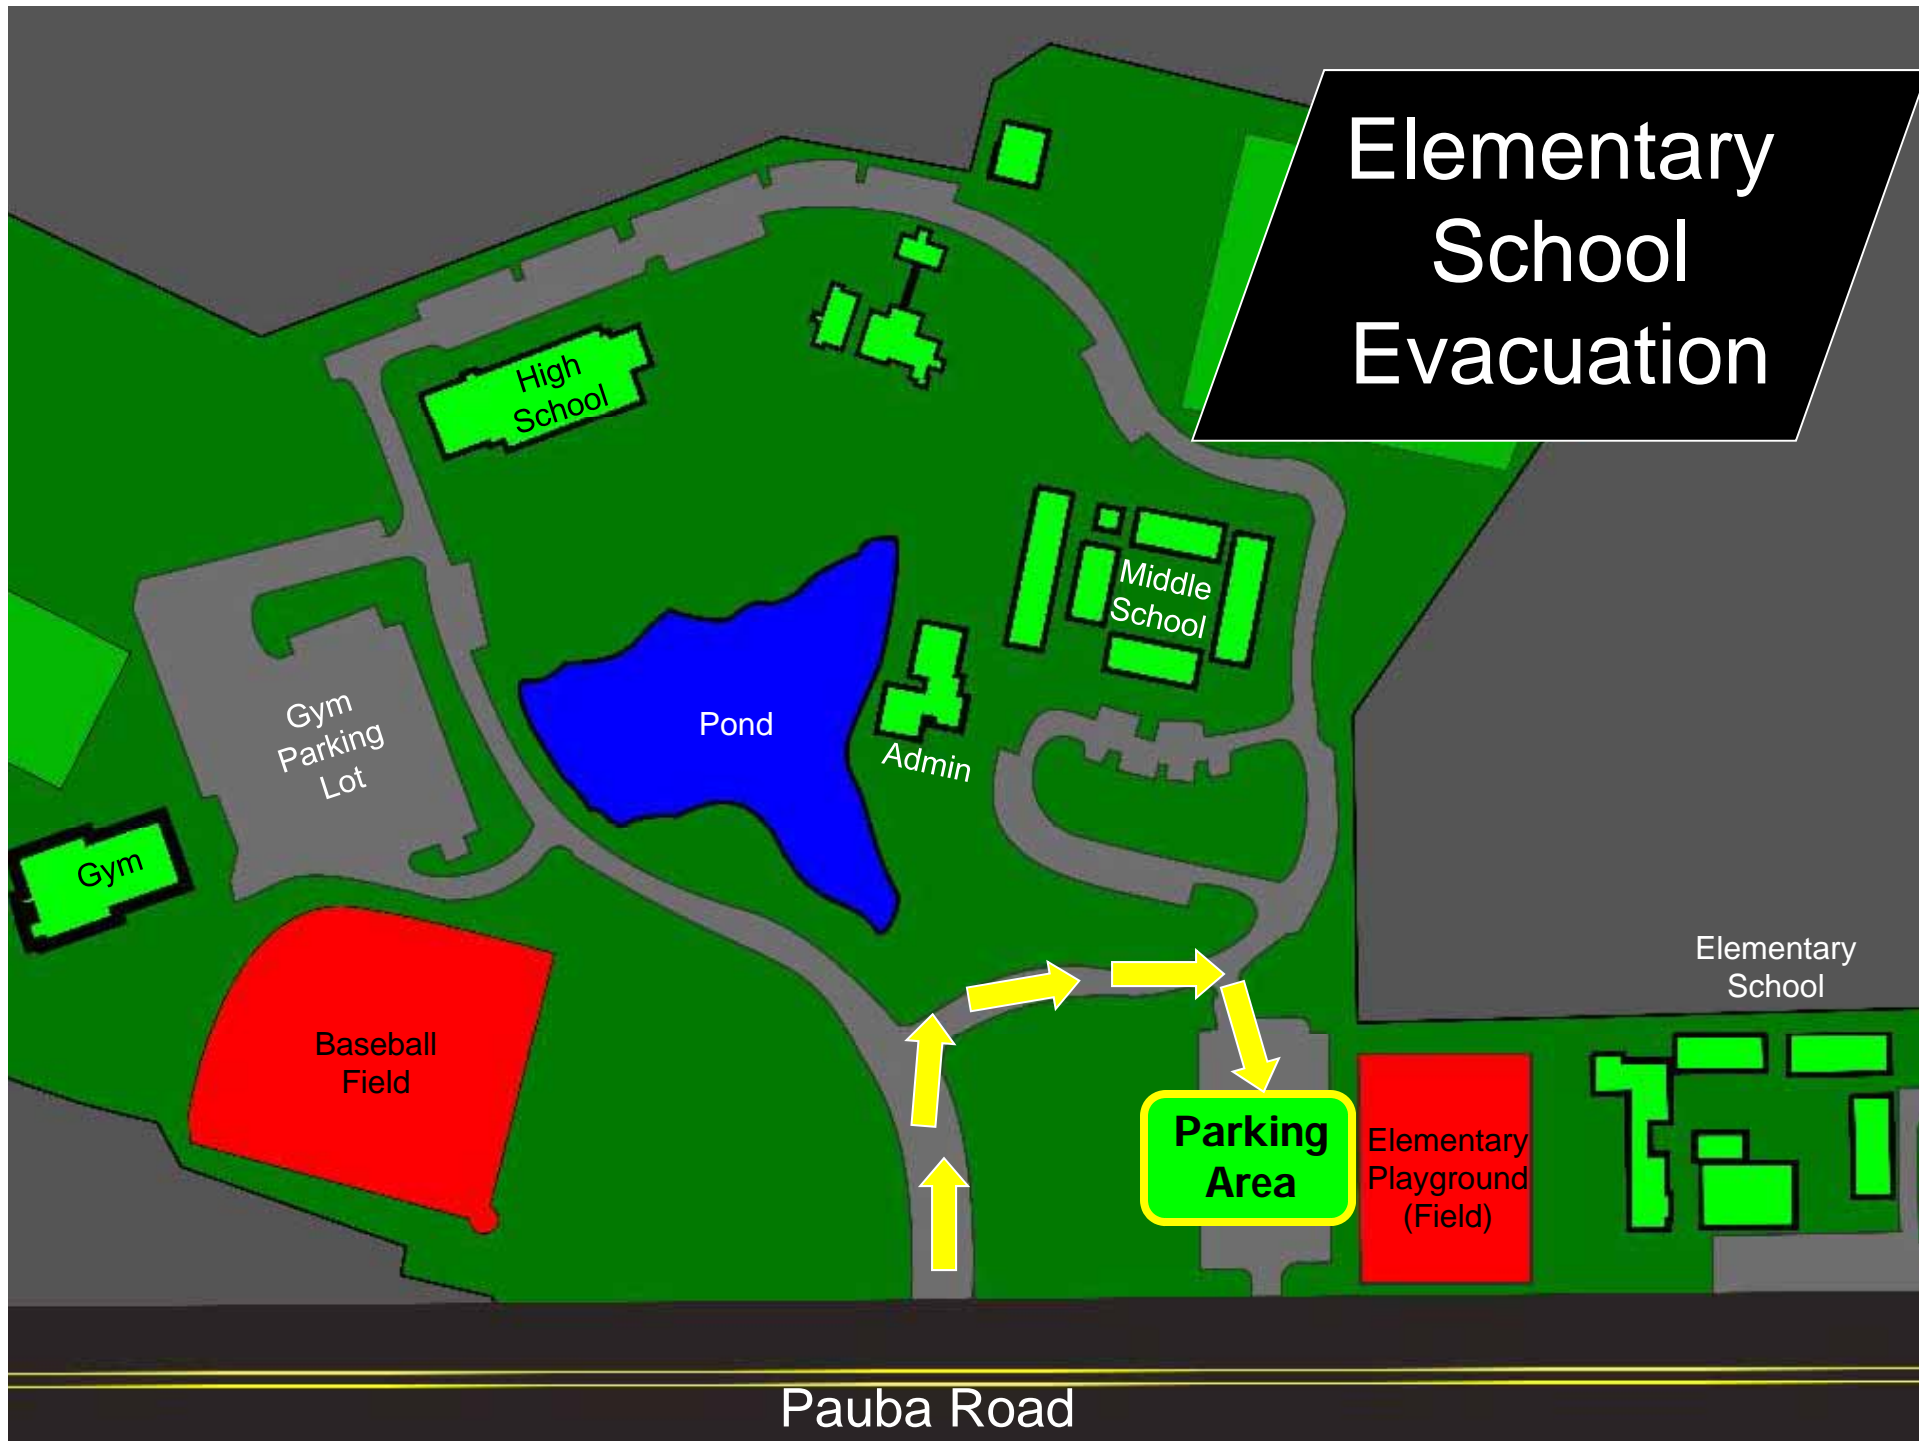 Elementary
School
Evacuation
High
School
Middle
School
Pond
Gym
Parking
Lot
Admin
Gym
Elementary
School
Baseball
Field
Parking
Area
Elementary
Playground
(Field)
Pauba Road